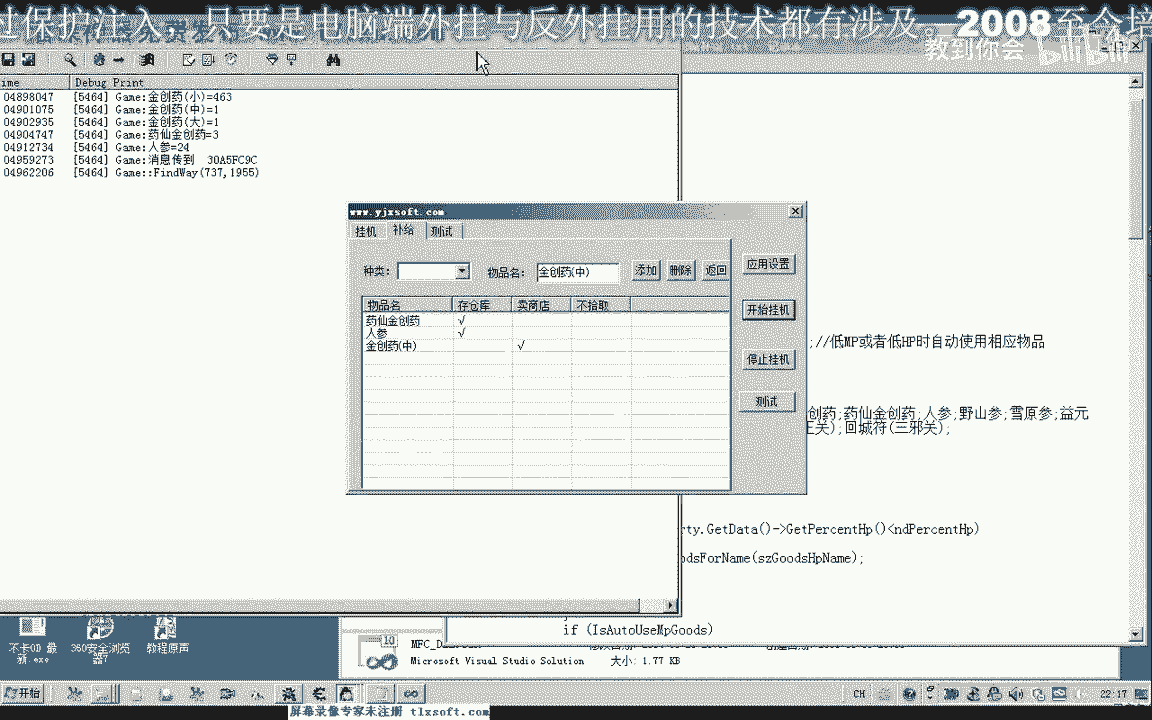 过保护注入、只要是电脑端外挂与反外挂用的技术都有涉及。2008至今培
教到你会 bilibili
ime Debug Print
04898047 [5464] Game:金创药(小)=463
04901075 [5464] Game:金创药(中)=1
04902935 [5464] Game:金创药(大)=1
04904747 [5464] Game:药仙金创药=3
04912734 [5464] Game:人参=24
04959273 [5464] Game:消息传到 30A5FC9C
04962206 [5464] Game::FindWay(737,1955)
www.yjxsoft.com
挂机 补给 测试
种类: 物品名: 金创药(中) 添加 删除 返回
应用设置
物品名 存仓库 卖商店 不拾取
开始挂机
药仙金创药 √
人参 √
金创药(中) √
停止挂机
测试
;//低MP或者低HP时自动使用相应物品
创药;药仙金创药;人参;野山参;雪原参;益元
关);回城符(三邪关);
rty.GetData()->GetPercentHp()<ndPercentHp)
odsForName(szGoodsHpName);
if (IsAutoUseMpGoods)
不卡OD 最新.exe
360安全浏览器7
教程原声
Microsoft Visual Studio Solution 大小: 1.77 KB
开始
CH
22:17
屏幕录像专家未注册 tlxsoft.com